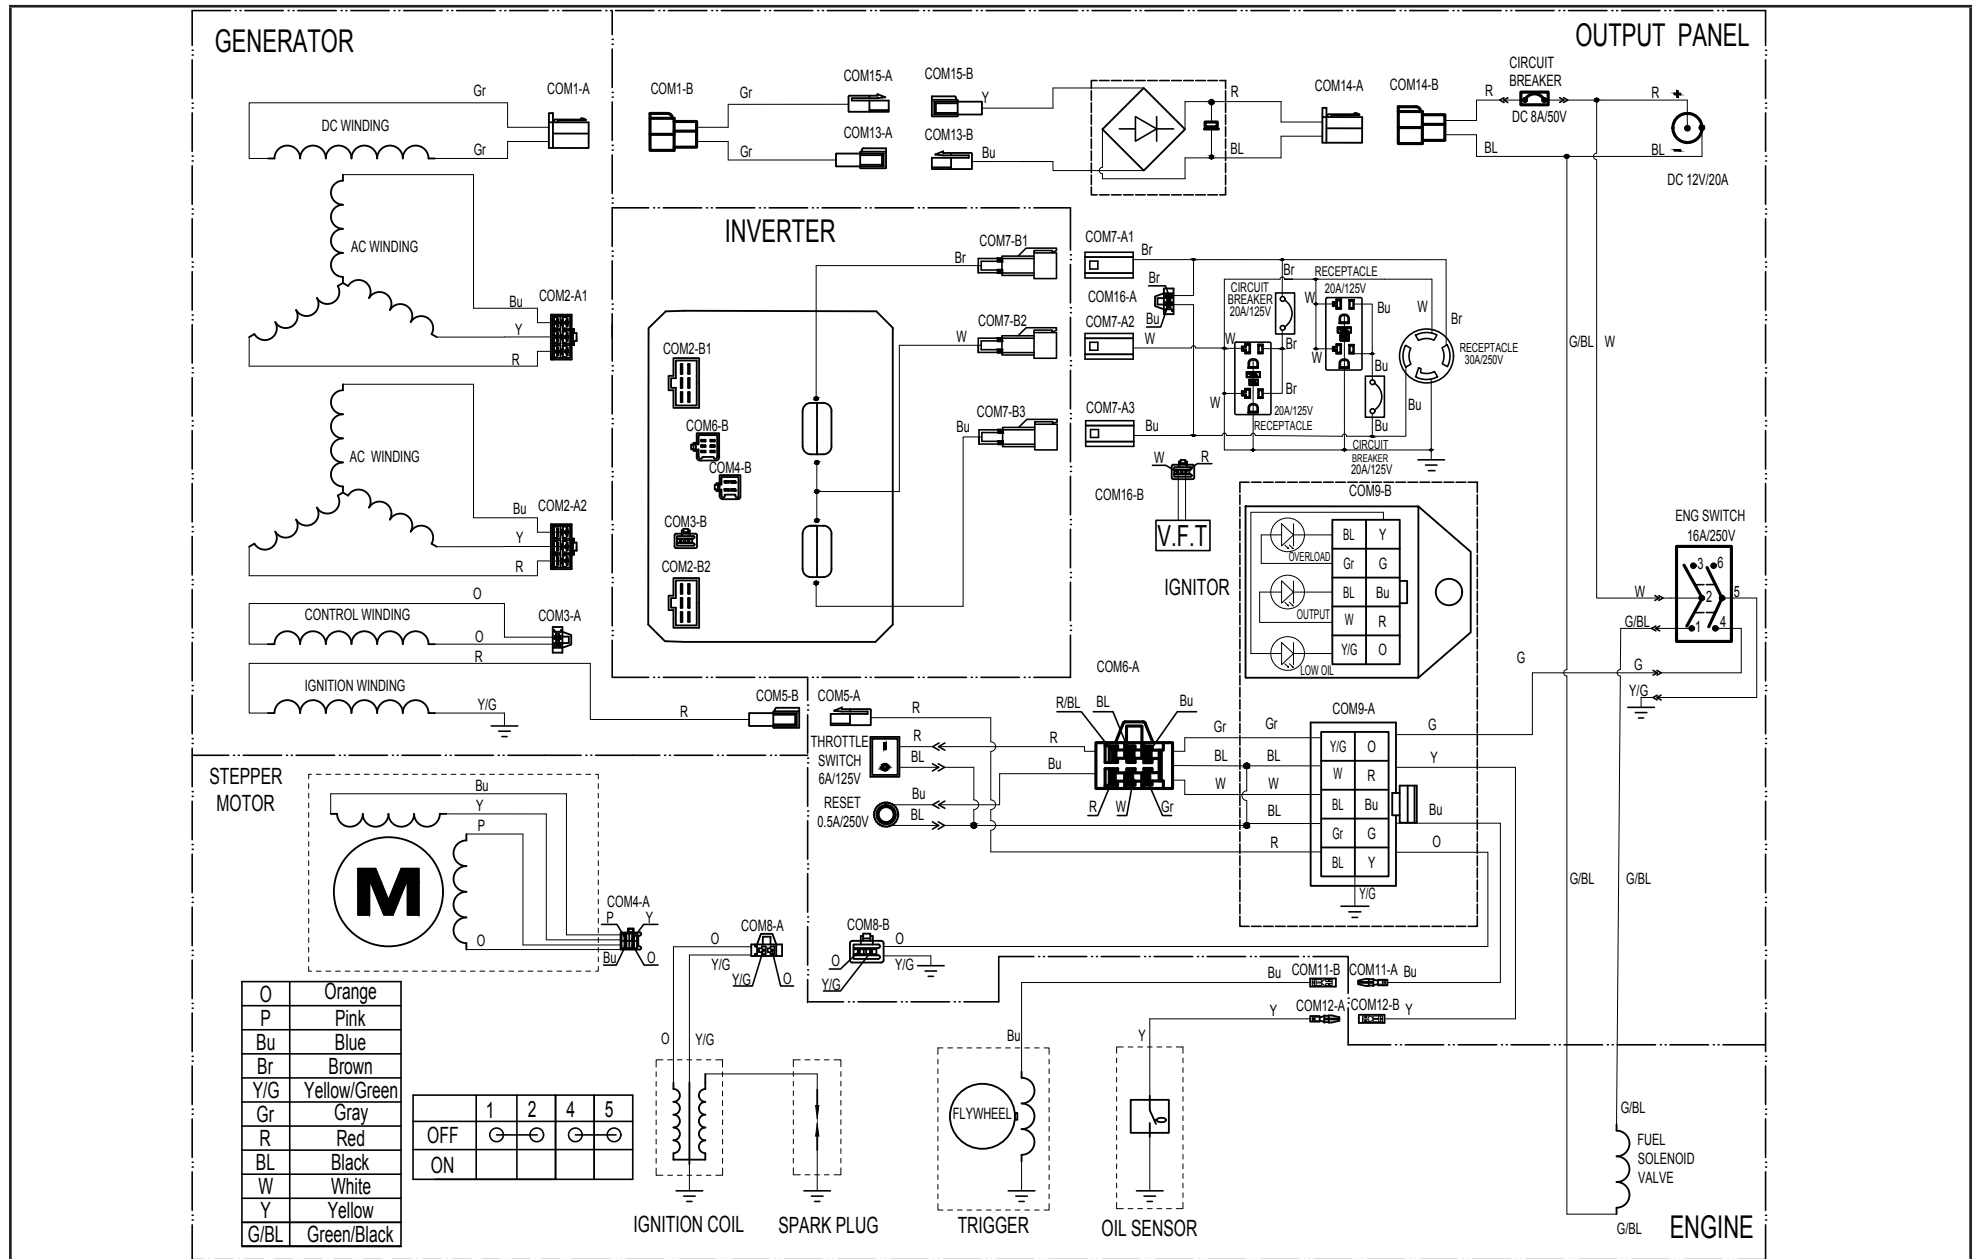 GENERATOR
OUTPUT PANEL
Gr
COM1-A
DC WINDING
Gr
COM1-B
Gr
Gr
COM15-A
COM13-A
COM15-B
Y
COM13-B
Bu
R
BL
COM14-A
COM14-B
CIRCUIT
BREAKER
R
DC 8A/50V
BL
R
+
BL
-
DC 12V/20A
AC WINDING
Bu
Y
R
COM2-A1
AC WINDING
Bu
Y
R
COM2-A2
CONTROL WINDING
O
O
COM3-A
R
IGNITION WINDING
Y/G
R
COM5-B
INVERTER
COM2-B1
COM6-B
COM4-B
COM3-B
COM2-B2
Br
COM7-B1
W
COM7-B2
Bu
COM7-B3
COM7-A1
Br
COM16-A
Br
Bu
COM7-A2
W
COM7-A3
Bu
CIRCUIT
BREAKER
20A/125V
Br
W
Br
Br
W
20A/125V
RECEPTACLE
RECEPTACLE
20A/125V
W
Bu
W
Bu
Bu
CIRCUIT
BREAKER
20A/125V
W
Br
RECEPTACLE
30A/250V
Bu
W
R
COM16-B
V.F.T
G/BL
W
ENG SWITCH
16A/250V
3
6
2
5
1
4
W
G/BL
G
G
Y/G
IGNITOR
COM9-B
OVERLOAD
OUTPUT
LOW OIL
BL Y
Gr G
BL Bu
W R
Y/G O
COM5-A
R
THROTTLE
SWITCH
6A/125V
R
BL
RESET
0.5A/250V
Bu
BL
R
Bu
COM6-A
R/BL
BL
Bu
R
W
Gr
Gr
BL
W
Gr
BL
W
BL
R
COM9-A
Y/G O
W R
BL Bu
Gr G
BL Y
Y/G
G
Y
Bu
O
G/BL
G/BL
STEPPER
MOTOR
Bu
Y
P
O
M
COM4-A
P
Y
Bu
O
COM8-A
O
Y/G
Y/G
O
COM8-B
O
Y/G
O
Y/G
Bu
COM11-B
COM11-A
Bu
Y
COM12-A
COM12-B
Y
O Orange
P Pink
Bu Blue
Br Brown
Y/G Yellow/Green
Gr Gray
R Red
BL Black
W White
Y Yellow
G/BL Green/Black
1 2 4 5
OFF
ON
O
Y/G
IGNITION COIL
SPARK PLUG
Bu
FLYWHEEL
TRIGGER
Y
OIL SENSOR
G/BL
FUEL
SOLENOID
VALVE
G/BL
ENGINE